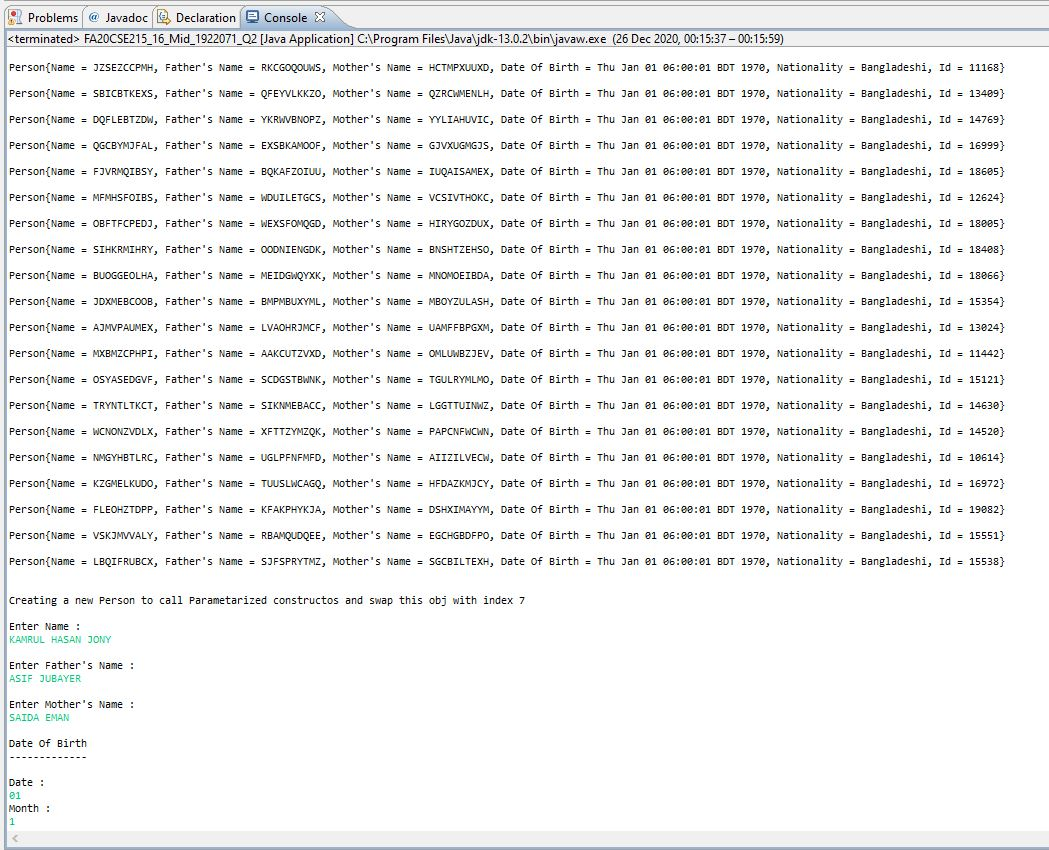 Problems @ Javadoc Declaration Console
<terminated> FA20CSE215_16_Mid_1922071_Q2 [Java Application] C:\Program Files\Java\jdk-13.0.2\bin\javaw.exe (26 Dec 2020, 00:15:37 – 00:15:59)
Person{Name = JZSEZCCPMH, Father's Name = RKCGOQOUWS, Mother's Name = HCTMPXUUXD, Date Of Birth = Thu Jan 01 06:00:01 BDT 1970, Nationality = Bangladeshi, Id = 11168}
Person{Name = SBICBTKEXS, Father's Name = QFEYVLKKZO, Mother's Name = QZRCWMENLH, Date Of Birth = Thu Jan 01 06:00:01 BDT 1970, Nationality = Bangladeshi, Id = 13409}
Person{Name = DQFLEBTZDW, Father's Name = YKRWVBNOPZ, Mother's Name = YYLIAHUVIC, Date Of Birth = Thu Jan 01 06:00:01 BDT 1970, Nationality = Bangladeshi, Id = 14769}
Person{Name = QGCBYMJFAL, Father's Name = EXSBKAMOOF, Mother's Name = GJVXUGMGJS, Date Of Birth = Thu Jan 01 06:00:01 BDT 1970, Nationality = Bangladeshi, Id = 16999}
Person{Name = FJVRMQIBSY, Father's Name = BQKAFZOIUU, Mother's Name = IUQAISAMEX, Date Of Birth = Thu Jan 01 06:00:01 BDT 1970, Nationality = Bangladeshi, Id = 18605}
Person{Name = MFMHSFOIBS, Father's Name = WDUILETGCS, Mother's Name = VCSIVTHOKC, Date Of Birth = Thu Jan 01 06:00:01 BDT 1970, Nationality = Bangladeshi, Id = 12624}
Person{Name = OBFTFCPEDJ, Father's Name = WEXSFOMQGD, Mother's Name = HIRYGOZDUX, Date Of Birth = Thu Jan 01 06:00:01 BDT 1970, Nationality = Bangladeshi, Id = 18005}
Person{Name = SIHKRMIHRY, Father's Name = OODNIENGDK, Mother's Name = BNSHTZEHSO, Date Of Birth = Thu Jan 01 06:00:01 BDT 1970, Nationality = Bangladeshi, Id = 18408}
Person{Name = BUOGGEOLHA, Father's Name = MEIDGWQYXK, Mother's Name = MNOMOEIBDA, Date Of Birth = Thu Jan 01 06:00:01 BDT 1970, Nationality = Bangladeshi, Id = 18066}
Person{Name = JDXMEBCOOB, Father's Name = BMPMBUXYML, Mother's Name = MBOYZULASH, Date Of Birth = Thu Jan 01 06:00:01 BDT 1970, Nationality = Bangladeshi, Id = 15354}
Person{Name = AJMVPAUMEX, Father's Name = LVAOHRJMCF, Mother's Name = UAMFFBPGXM, Date Of Birth = Thu Jan 01 06:00:01 BDT 1970, Nationality = Bangladeshi, Id = 13024}
Person{Name = MXBMZCPHPI, Father's Name = AAKCUTZVXD, Mother's Name = OMLUWBZJEV, Date Of Birth = Thu Jan 01 06:00:01 BDT 1970, Nationality = Bangladeshi, Id = 11442}
Person{Name = OSYASEDGVF, Father's Name = SCDGSTBWNK, Mother's Name = TGULRYMLMO, Date Of Birth = Thu Jan 01 06:00:01 BDT 1970, Nationality = Bangladeshi, Id = 15121}
Person{Name = TRYNTLTKCT, Father's Name = SIKNMEBACC, Mother's Name = LGGTTUINWZ, Date Of Birth = Thu Jan 01 06:00:01 BDT 1970, Nationality = Bangladeshi, Id = 14630}
Person{Name = WCNONZVDLX, Father's Name = XFTTZYMZQK, Mother's Name = PAPCNFWCWN, Date Of Birth = Thu Jan 01 06:00:01 BDT 1970, Nationality = Bangladeshi, Id = 14520}
Person{Name = NMGYHBTLRC, Father's Name = UGLPFNFMFD, Mother's Name = AIIZILVECW, Date Of Birth = Thu Jan 01 06:00:01 BDT 1970, Nationality = Bangladeshi, Id = 10614}
Person{Name = KZGMELKUDO, Father's Name = TUUSLWCAGQ, Mother's Name = HFDAZKMJCY, Date Of Birth = Thu Jan 01 06:00:01 BDT 1970, Nationality = Bangladeshi, Id = 16972}
Person{Name = FLEOHZTDPP, Father's Name = KFAKPHYKJA, Mother's Name = DSHXIMAYYM, Date Of Birth = Thu Jan 01 06:00:01 BDT 1970, Nationality = Bangladeshi, Id = 19082}
Person{Name = VSKJMVVALY, Father's Name = RBAMQUDQEE, Mother's Name = EGCHGBDFPO, Date Of Birth = Thu Jan 01 06:00:01 BDT 1970, Nationality = Bangladeshi, Id = 15551}
Person{Name = LBQIFRUBCX, Father's Name = SJFSPRYTMZ, Mother's Name = SGCBILTEXH, Date Of Birth = Thu Jan 01 06:00:01 BDT 1970, Nationality = Bangladeshi, Id = 15538}
Creating a new Person to call Parametarized constructos and swap this obj with index 7
Enter Name :
KAMRUL HASAN JONY
Enter Father's Name :
ASIF JUBAYER
Enter Mother's Name :
SAIDA EMAN
Date Of Birth
-------------
Date :
01
Month :
1